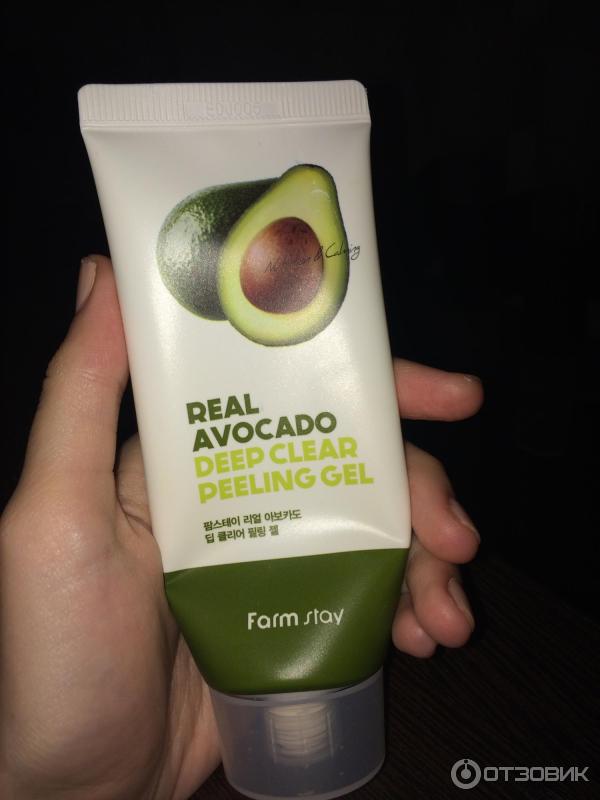 & Calming
REAL
AVOCADO
DEEP CLEAR
PEELING GEL
팜스테이 리얼 아보카도
딥 클리어 필링 젤
Farm stay
ОТЗОВИК